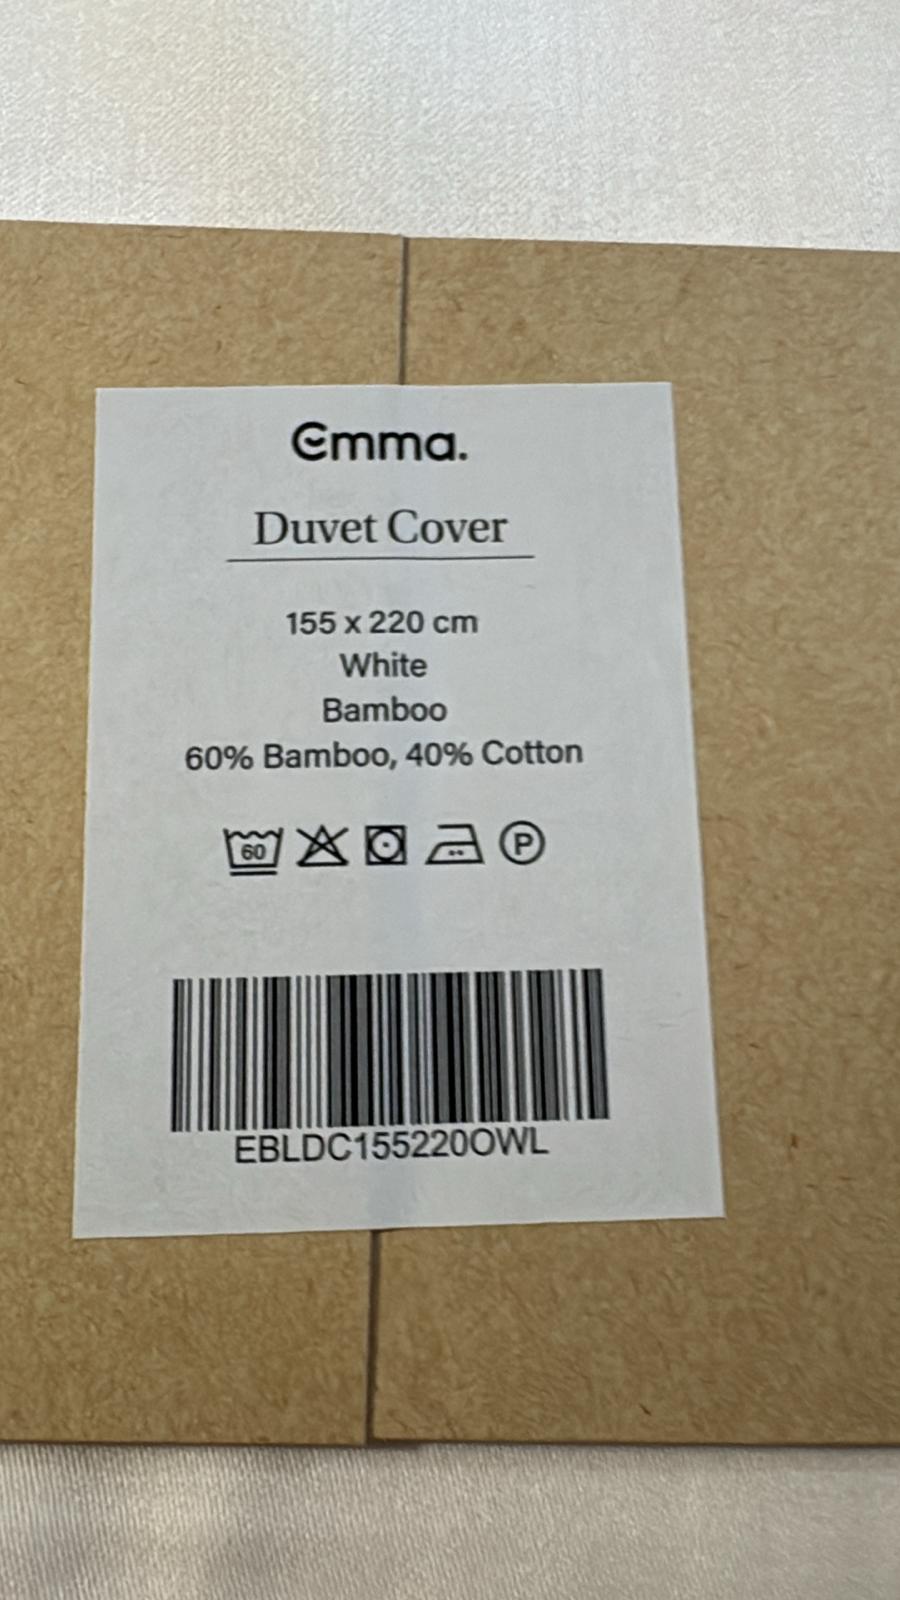 emma.
Duvet Cover
155 x 220 cm
White
Bamboo
60% Bamboo, 40% Cotton
60 P
EBLDC155220OWL